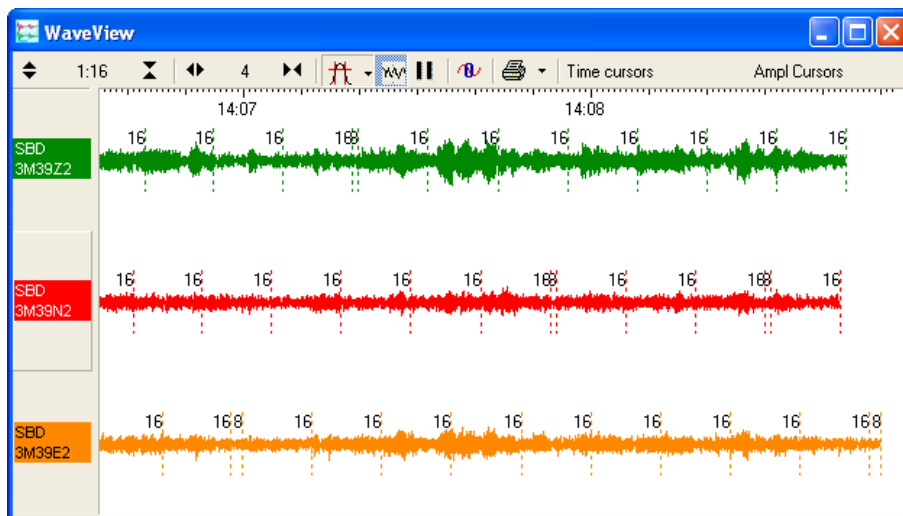 WaveView
1:16 4 Time cursors Ampl Cursors
14:07 14:08
16 16 16 168 16 16 16 16 16 16 16
SBD
3M39Z2
16 16 16 16 16 16 168 16 16 168 16
SBD
3M39N2
16 168 16 16 16 16 16 16 16 16 168
SBD
3M39E2